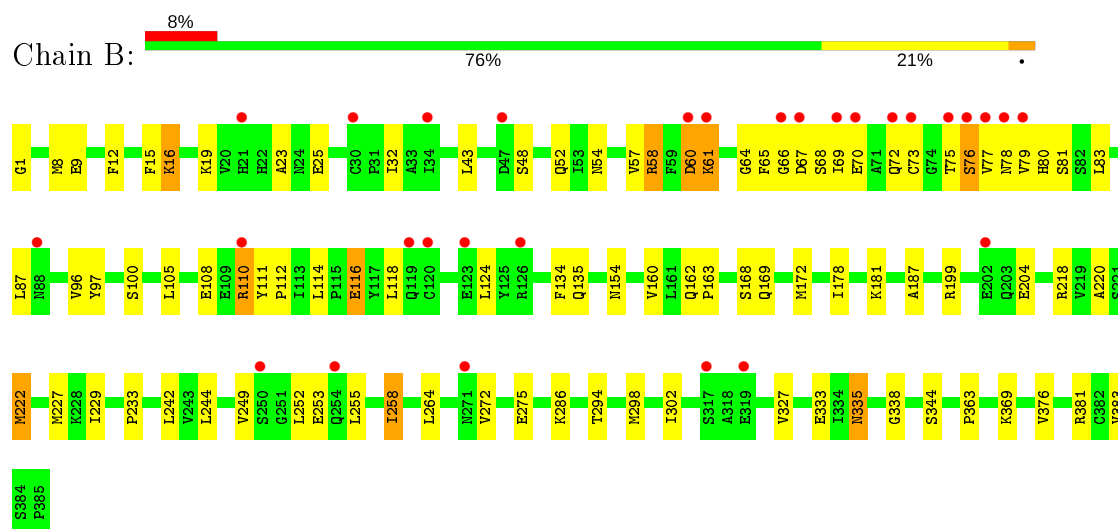 8%
Chain B:
76% 21% •
G1 M8 E9 F12 F15 K16 K19 V20 H21 H22 A23 N24 E25 C30 P31 I32 A33 I34 L43 D47 S48 Q52 I53 N54 V57 R58 F59 D60 K61 G64 F65 G66 D67 S68 I69 E70 A71 Q72 C73 G74 T75 S76 V77 N78 V79 H80 S81 S82 L83
L87 N88 V96 Y97 S100 L105 E108 E109 R110 Y111 P112 I113 L114 P115 E116 Y117 L118 Q119 C120 E123 L124 Y125 R126 F134 Q135 N154 V160 L161 Q162 P163 S168 Q169 M172 I178 K181 A187 R199 E202 Q203 E204 R218 V219 A220 S221
M222 M227 K228 I229 P233 L242 V243 L244 V249 S250 G251 L252 E253 Q254 L255 I258 L264 N271 V272 E275 K286 T294 M298 I302 S317 A318 E319 V327 E333 I334 N335 G338 S344 P363 K369 V376 R381 C382 V383
S384 P385